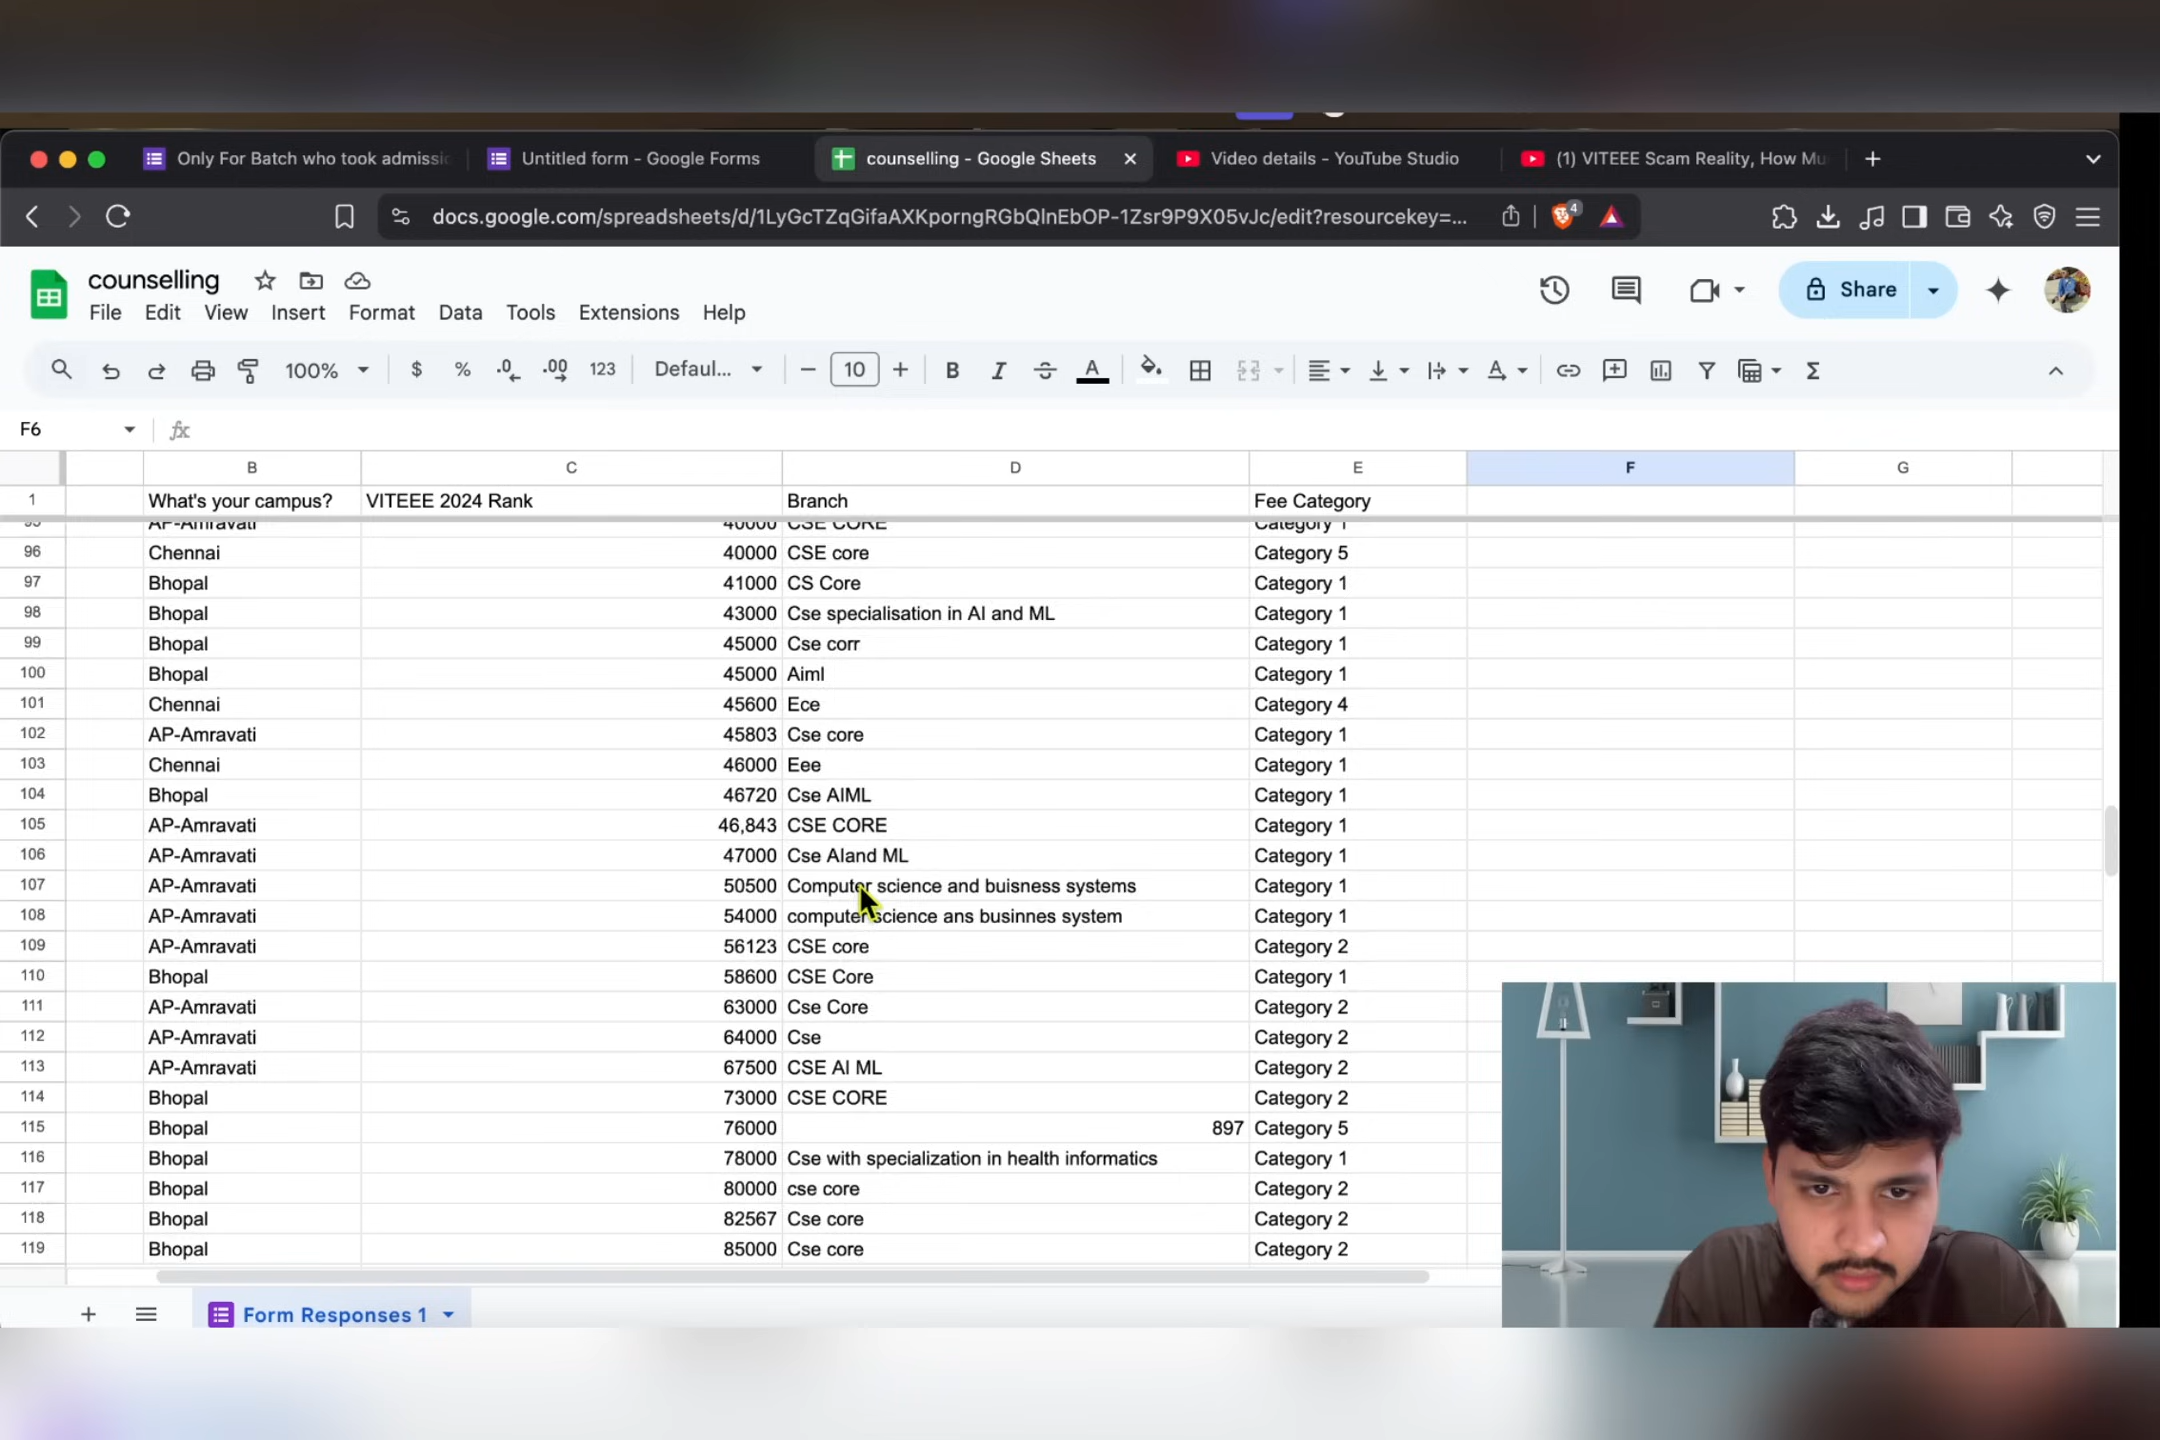 Only For Batch who took admissi
Untitled form - Google Forms
counselling - Google Sheets
Video details - YouTube Studio
(1) VITEEE Scam Reality, How Mu
docs.google.com/spreadsheets/d/1LyGcTZqGifaAXKporngRGbQlnEbOP-1Zsr9P9X05vJc/edit?resourcekey=...
4
counselling
Share
File Edit View Insert Format Data Tools Extensions Help
100% $ % .0 .00 123 Defaul... 10 B I A
F6 fx
B C D E F G
1 What's your campus? VITEEE 2024 Rank Branch Fee Category
95 AP-Amravati 40000 CSE CORE Category 1
96 Chennai 40000 CSE core Category 5
97 Bhopal 41000 CS Core Category 1
98 Bhopal 43000 Cse specialisation in AI and ML Category 1
99 Bhopal 45000 Cse corr Category 1
100 Bhopal 45000 Aiml Category 1
101 Chennai 45600 Ece Category 4
102 AP-Amravati 45803 Cse core Category 1
103 Chennai 46000 Eee Category 1
104 Bhopal 46720 Cse AIML Category 1
105 AP-Amravati 46,843 CSE CORE Category 1
106 AP-Amravati 47000 Cse AIand ML Category 1
107 AP-Amravati 50500 Computer science and buisness systems Category 1
108 AP-Amravati 54000 computer science ans businnes system Category 1
109 AP-Amravati 56123 CSE core Category 2
110 Bhopal 58600 CSE Core Category 1
111 AP-Amravati 63000 Cse Core Category 2
112 AP-Amravati 64000 Cse Category 2
113 AP-Amravati 67500 CSE AI ML Category 2
114 Bhopal 73000 CSE CORE Category 2
115 Bhopal 76000 897 Category 5
116 Bhopal 78000 Cse with specialization in health informatics Category 1
117 Bhopal 80000 cse core Category 2
118 Bhopal 82567 Cse core Category 2
119 Bhopal 85000 Cse core Category 2
Form Responses 1